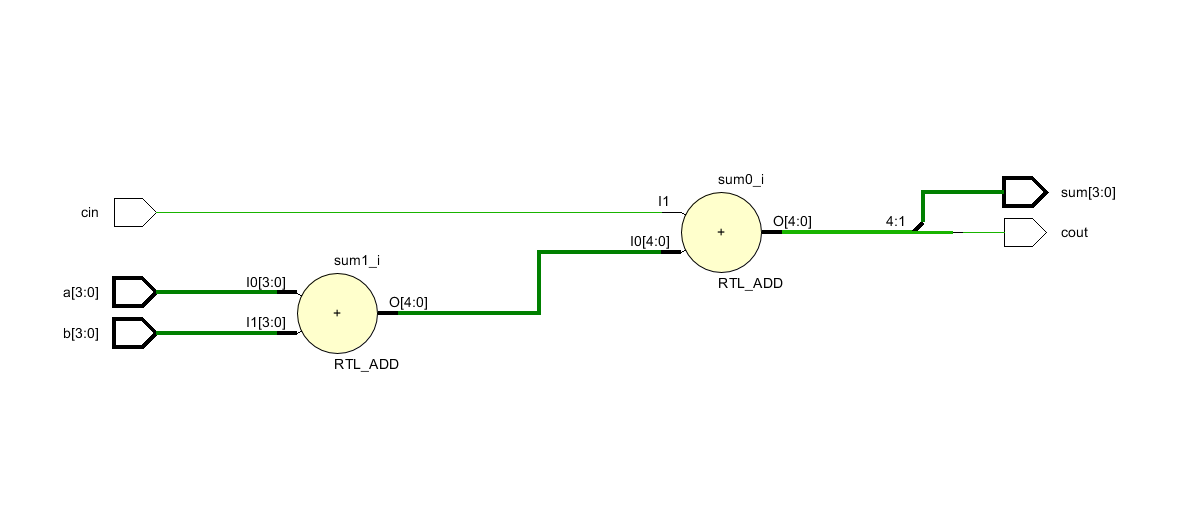 sum0_i
cin
I1
O[4:0]
4:1
sum[3:0]
cout
I0[4:0]
+
RTL_ADD
sum1_i
a[3:0]
I0[3:0]
b[3:0]
I1[3:0]
+
O[4:0]
RTL_ADD